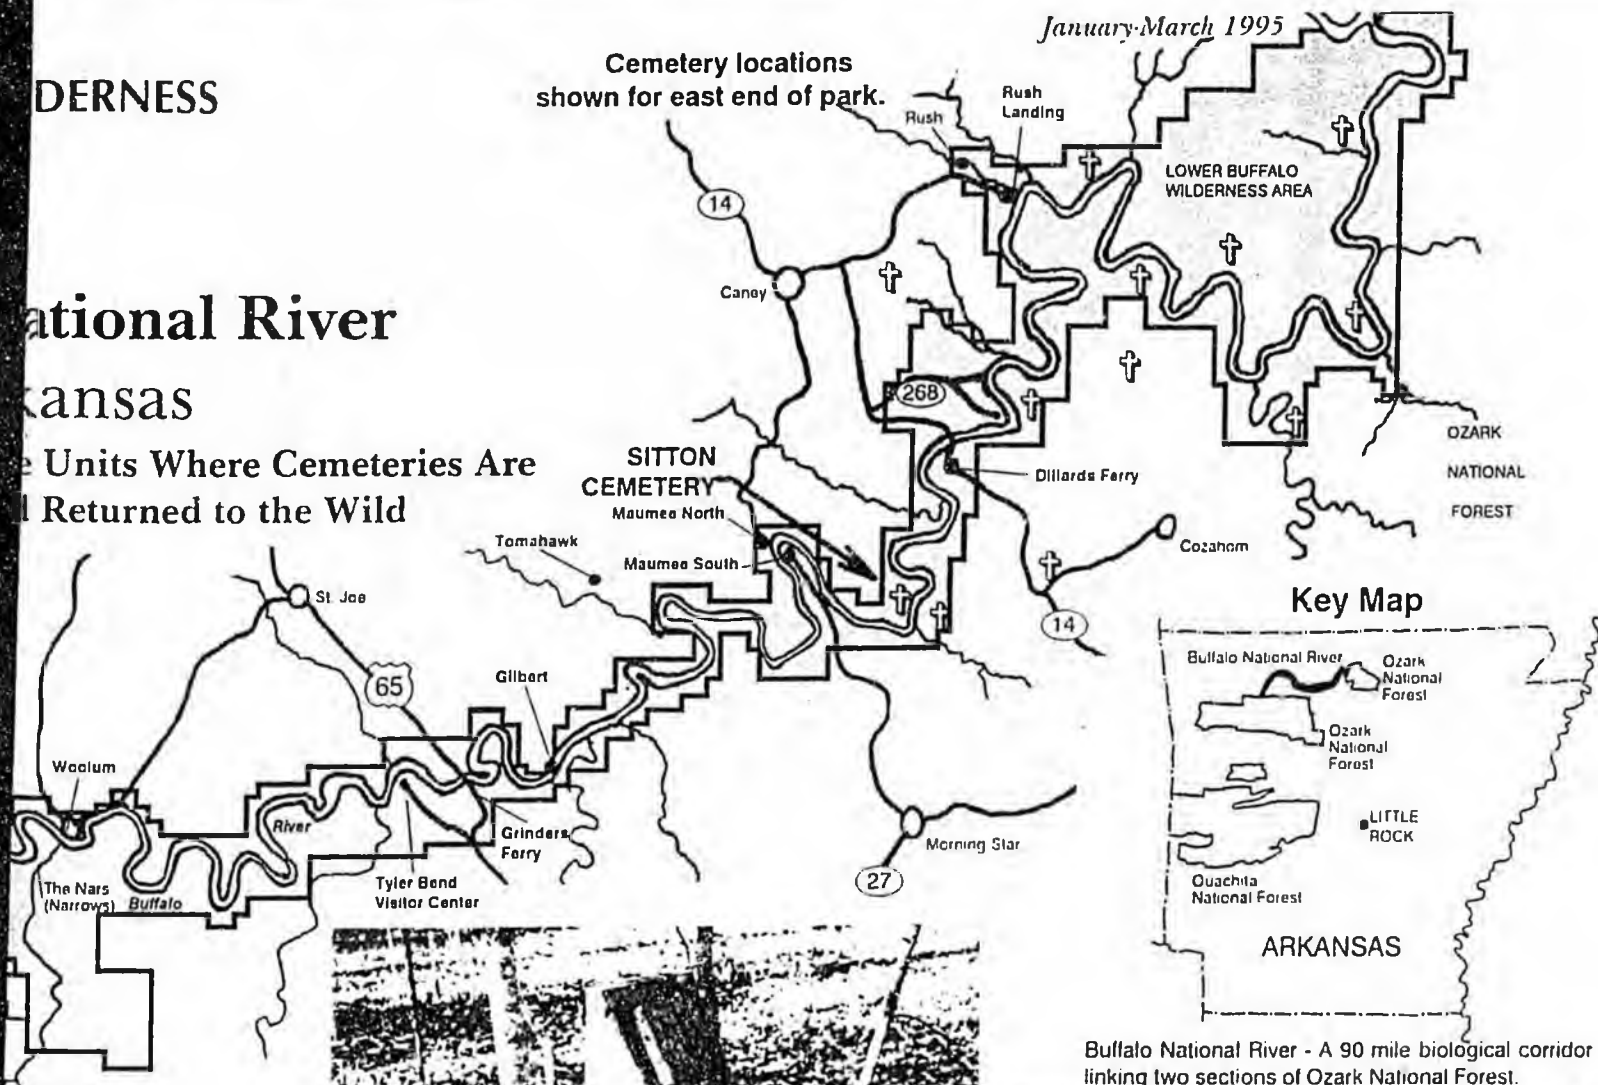 January-March 1995
DERNESS
Cemetery locations
shown for east end of park.
Rush
Rush
Landing
LOWER BUFFALO
WILDERNESS AREA
14
Caney
ational River
kansas
268
Units Where Cemeteries Are
Returned to the Wild
SITTON
CEMETERY
Maumee North
Maumee South
Tomahawk
Dillards Ferry
Cozahom
OZARK
NATIONAL
FOREST
14
St. Joe
65
Gilbert
Woolum
River
Grinders
Ferry
Tyler Bend
Visitor Center
The Nars
(Narrows)
Buffalo
Morning Star
27
Key Map
Buffalo National River
Ozark
National
Forest
Ozark
National
Forest
LITTLE
ROCK
Ouachita
National Forest
ARKANSAS
Buffalo National River - A 90 mile biological corridor
linking two sections of Ozark National Forest.